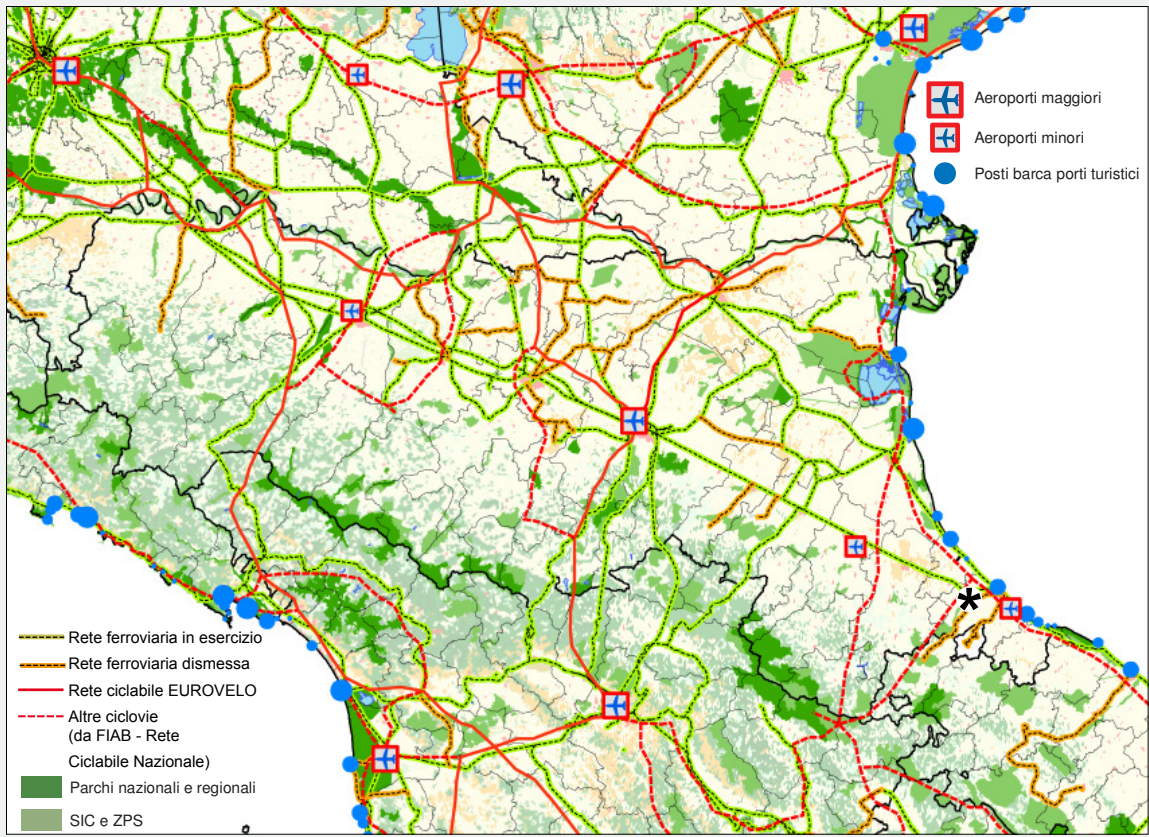 Aeroporti maggiori
Aeroporti minori
Posti barca porti turistici
Rete ferroviaria in esercizio
Rete ferroviaria dismessa
Rete ciclabile EUROVELO
Altre ciclovie
(da FIAB - Rete
Ciclabile Nazionale)
Parchi nazionali e regionali
SIC e ZPS
*